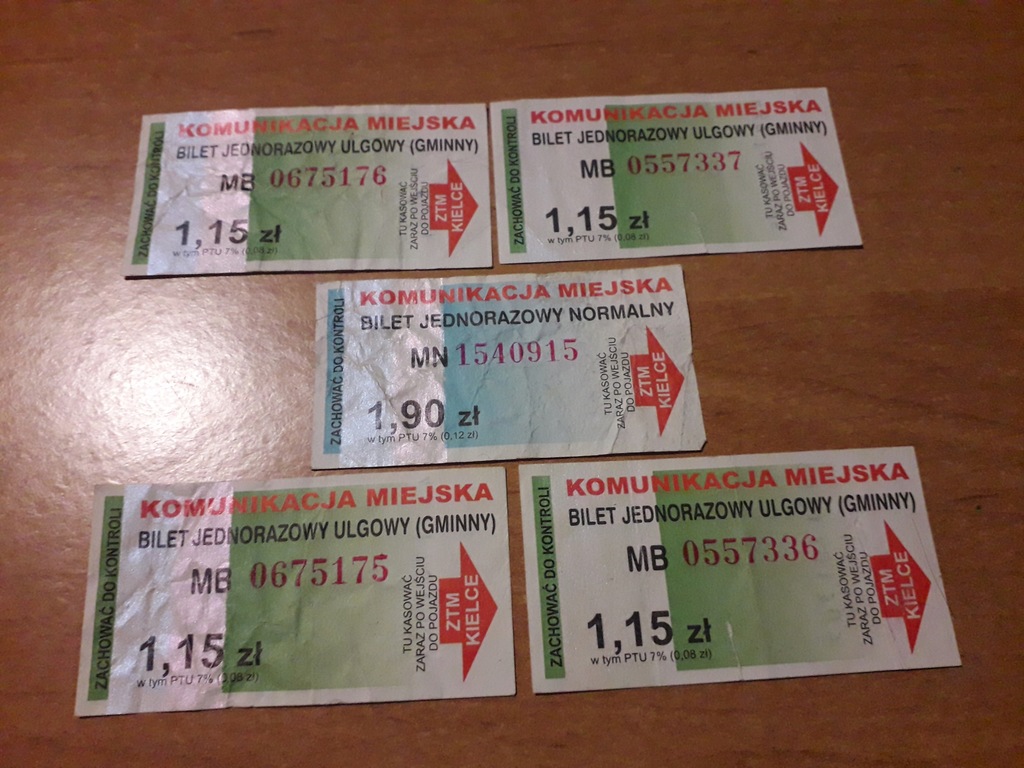 ZACHOWAĆ DO KONTROLI
KOMUNIKACJA MIEJSKA
BILET JEDNORAZOWY ULGOWY (GMINNY)
MB 0675176
1,15 zł
w tym PTU 7% (0,08 zł)
TU KASOWAĆ
ZARAZ PO WEJŚCIU
DO POJAZDU
ZTM
KIELCE
ZACHOWAĆ DO KONTROLI
KOMUNIKACJA MIEJSKA
BILET JEDNORAZOWY ULGOWY (GMINNY)
MB 0557337
1,15 zł
w tym PTU 7% (0,08 zł)
TU KASOWAĆ
ZARAZ PO WEJŚCIU
DO POJAZDU
ZTM
KIELCE
ZACHOWAĆ DO KONTROLI
KOMUNIKACJA MIEJSKA
BILET JEDNORAZOWY NORMALNY
MN 1540915
1,90 zł
w tym PTU 7% (0,12 zł)
TU KASOWAĆ
ZARAZ PO WEJŚCIU
DO POJAZDU
ZTM
KIELCE
ZACHOWAĆ DO KONTROLI
KOMUNIKACJA MIEJSKA
BILET JEDNORAZOWY ULGOWY (GMINNY)
MB 0675175
1,15 zł
w tym PTU 7% (0,08 zł)
TU KASOWAĆ
ZARAZ PO WEJŚCIU
DO POJAZDU
ZTM
KIELCE
ZACHOWAĆ DO KONTROLI
KOMUNIKACJA MIEJSKA
BILET JEDNORAZOWY ULGOWY (GMINNY)
MB 0557336
1,15 zł
w tym PTU 7% (0,08 zł)
TU KASOWAĆ
ZARAZ PO WEJŚCIU
DO POJAZDU
ZTM
KIELCE